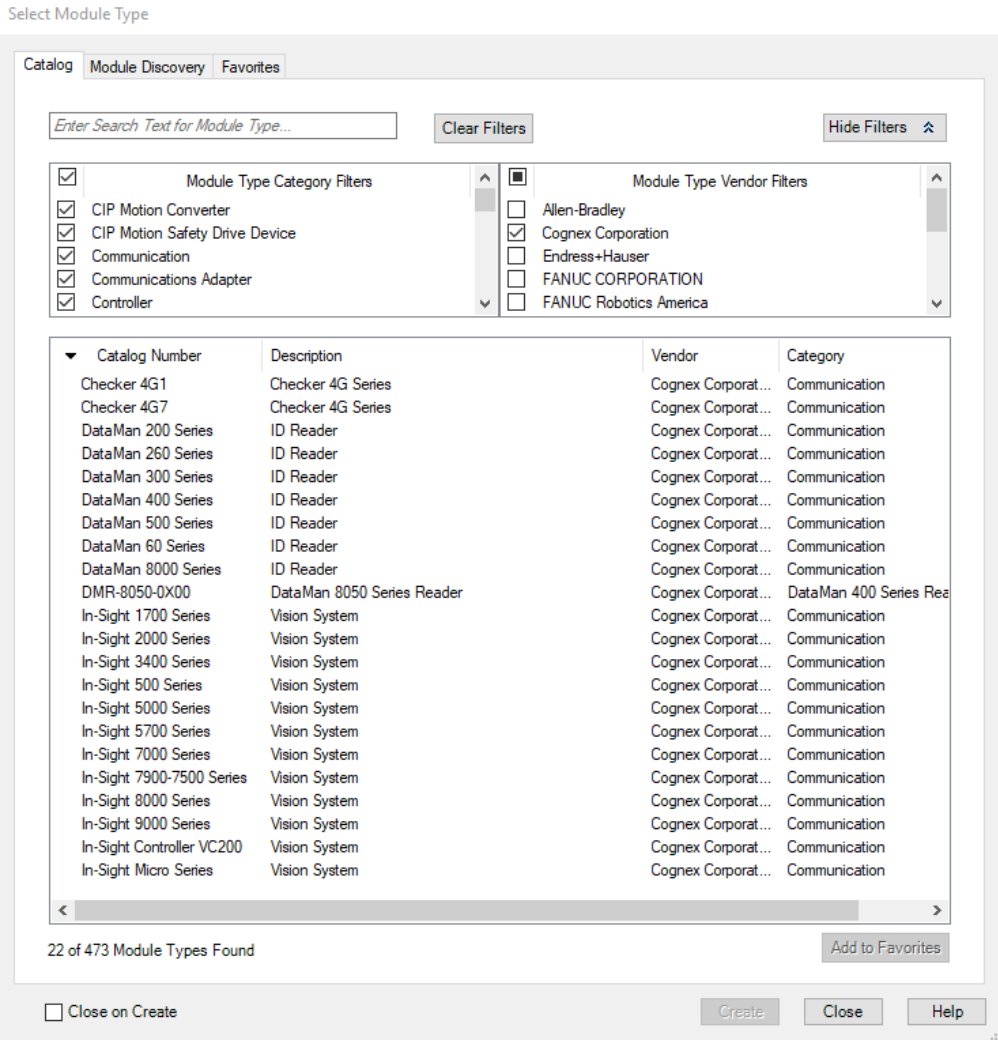 Select Module Type
Catalog Module Discovery Favorites
Enter Search Text for Module Type... Clear Filters Hide Filters
Module Type Category Filters Module Type Vendor Filters
CIP Motion Converter Allen-Bradley
CIP Motion Safety Drive Device Cognex Corporation
Communication Endress+Hauser
Communications Adapter FANUC CORPORATION
Controller FANUC Robotics America
Catalog Number Description Vendor Category
Checker 4G1 Checker 4G Series Cognex Corporat... Communication
Checker 4G7 Checker 4G Series Cognex Corporat... Communication
DataMan 200 Series ID Reader Cognex Corporat... Communication
DataMan 260 Series ID Reader Cognex Corporat... Communication
DataMan 300 Series ID Reader Cognex Corporat... Communication
DataMan 400 Series ID Reader Cognex Corporat... Communication
DataMan 500 Series ID Reader Cognex Corporat... Communication
DataMan 60 Series ID Reader Cognex Corporat... Communication
DataMan 8000 Series ID Reader Cognex Corporat... Communication
DMR-8050-0X00 DataMan 8050 Series Reader Cognex Corporat... DataMan 400 Series Rea
In-Sight 1700 Series Vision System Cognex Corporat... Communication
In-Sight 2000 Series Vision System Cognex Corporat... Communication
In-Sight 3400 Series Vision System Cognex Corporat... Communication
In-Sight 500 Series Vision System Cognex Corporat... Communication
In-Sight 5000 Series Vision System Cognex Corporat... Communication
In-Sight 5700 Series Vision System Cognex Corporat... Communication
In-Sight 7000 Series Vision System Cognex Corporat... Communication
In-Sight 7900-7500 Series Vision System Cognex Corporat... Communication
In-Sight 8000 Series Vision System Cognex Corporat... Communication
In-Sight 9000 Series Vision System Cognex Corporat... Communication
In-Sight Controller VC200 Vision System Cognex Corporat... Communication
In-Sight Micro Series Vision System Cognex Corporat... Communication
22 of 473 Module Types Found Add to Favorites
Close on Create Create Close Help